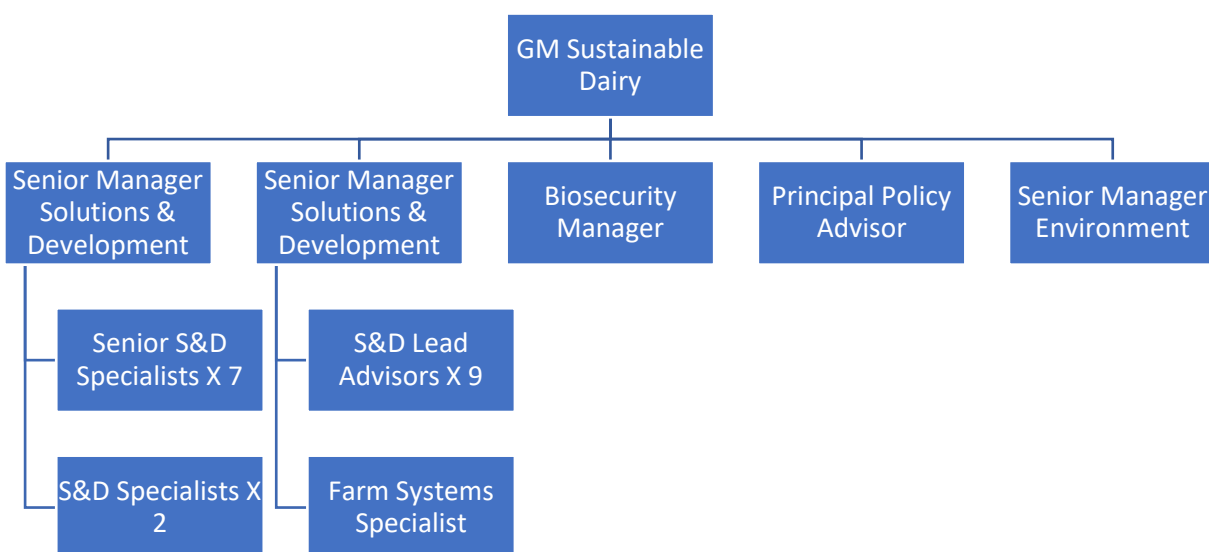 GM Sustainable
Dairy
Senior Manager
Solutions &
Development
Senior Manager
Solutions &
Development
Biosecurity
Manager
Principal Policy
Advisor
Senior Manager
Environment
Senior S&D
Specialists X 7
S&D Lead
Advisors X 9
S&D Specialists X
2
Farm Systems
Specialist